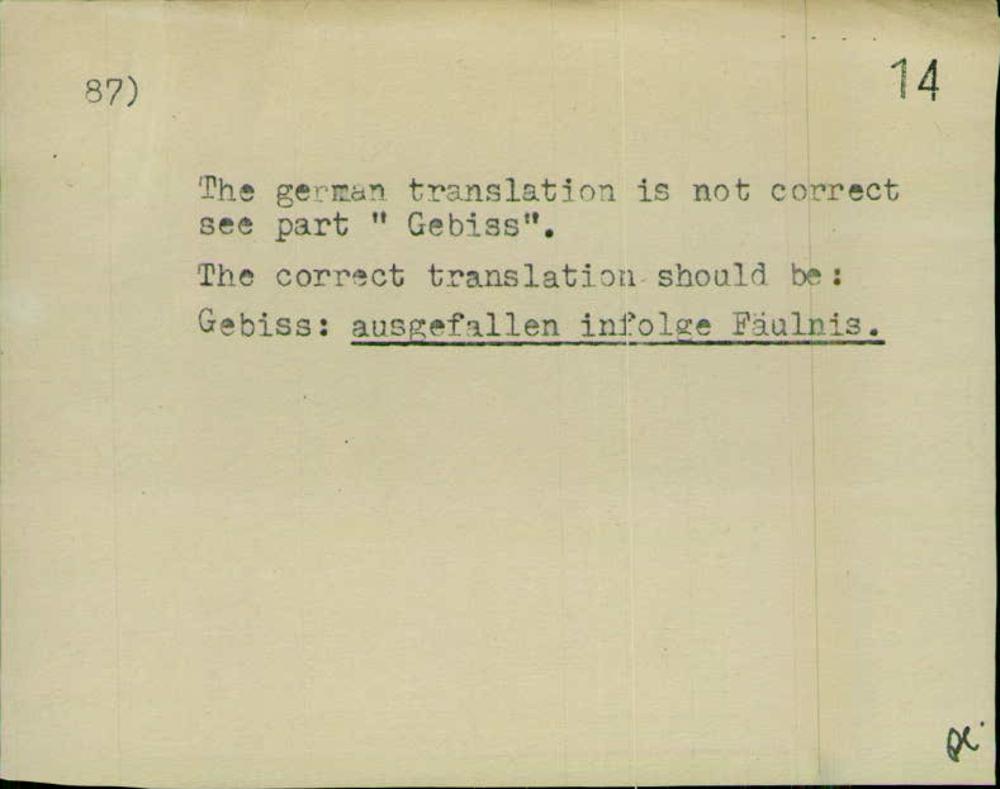 87)
14
The german translation is not correct
see part " Gebiss".
The correct translation should be:
Gebiss: ausgefallen infolge Fäulnis.